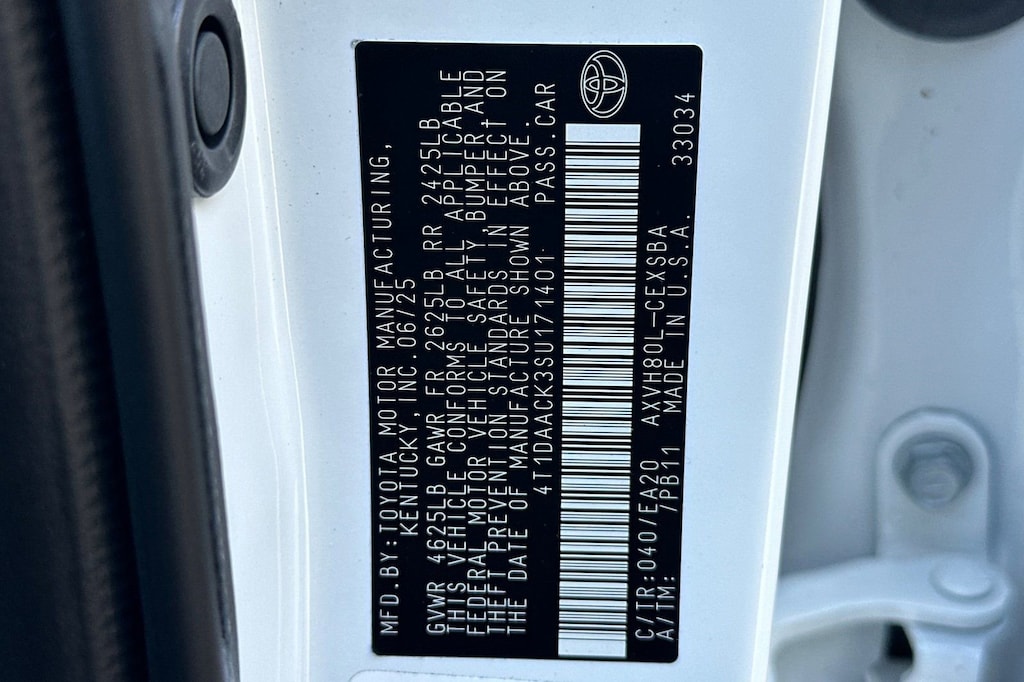 MFD.BY:TOYOTA MOTOR MANUFACTURING,
KENTUCKY, INC.06/25
GVWR 4625LB GAWR FR 2625LB RR 2425LB
THIS VEHICLE CONFORMS TO ALL APPLICABLE
FEDERAL MOTOR VEHICLE SAFETY,BUMPER,AND
THEFT PREVENTION STANDARDS IN EFFECT ON
THE DATE OF MANUFACTURE SHOWN ABOVE.
4T1DAACK3SU171401 PASS.CAR
C/TR:040/EA20 AXVH80L-CEXSBA
A/TM: /PB11 MADE IN U.S.A. 33034